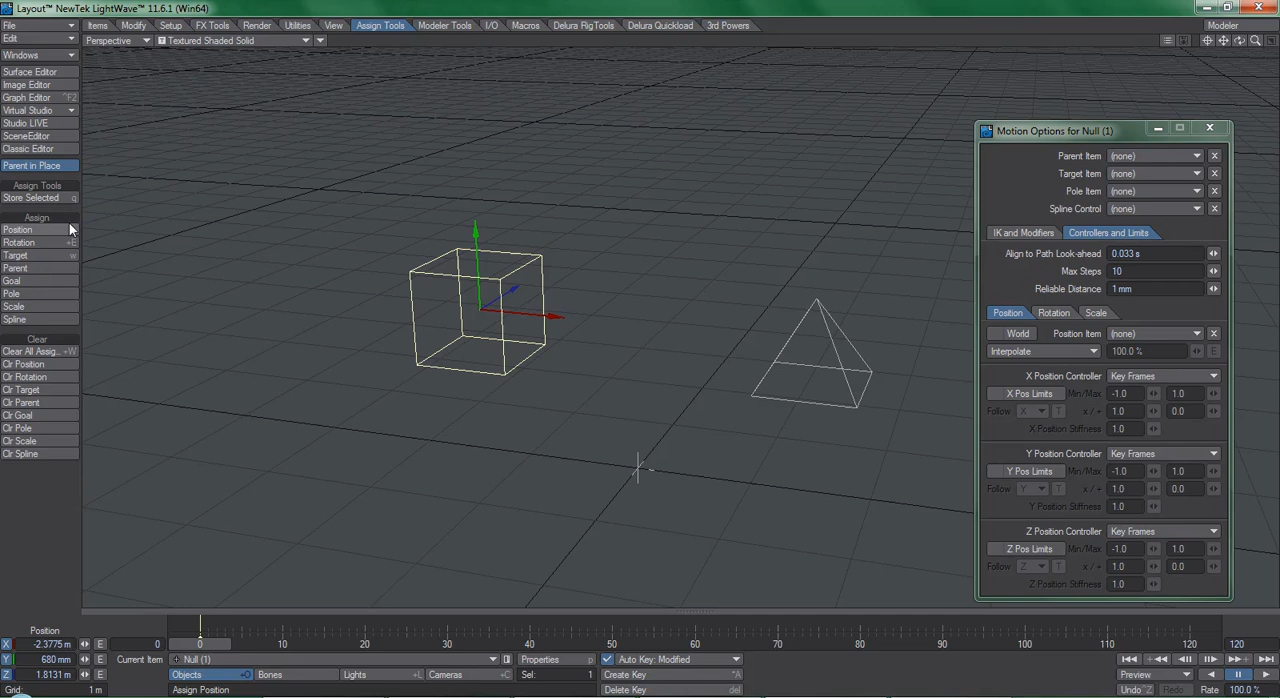 Layout™ NewTek LightWave™ 11.6.1 (Win64)
File
Items
Modify
Setup
FX Tools
Render
Utilities
View
Assign Tools
Modeler Tools
I/O
Macros
Delura RigTools
Delura Quickload
3rd Powers
Modeler
Edit
Perspective
T Textured Shaded Solid
Windows
Surface Editor
Image Editor
Graph Editor ^F2
Virtual Studio
Studio LIVE
SceneEditor
Classic Editor
Parent in Place
Assign Tools
Store Selected q
Assign
Position
Rotation +E
Target w
Parent
Goal
Pole
Scale
Spline
Clear
Clear All Assig... +W
Clr Position
Clr Rotation
Clr Target
Clr Parent
Clr Goal
Clr Pole
Clr Scale
Clr Spline
Motion Options for Null (1)
Parent Item (none) X
Target Item (none) X
Pole Item (none) X
Spline Control (none) X
IK and Modifiers Controllers and Limits
Align to Path Look-ahead 0.033 s
Max Steps 10
Reliable Distance 1 mm
Position Rotation Scale
World Position Item (none) X
Interpolate 100.0 % E
X Position Controller Key Frames
X Pos Limits Min/Max -1.0 1.0
Follow X T x / + 1.0 0.0
X Position Stiffness 1.0
Y Position Controller Key Frames
Y Pos Limits Min/Max -1.0 1.0
Follow Y T x / + 1.0 0.0
Y Position Stiffness 1.0
Z Position Controller Key Frames
Z Pos Limits Min/Max -1.0 1.0
Follow Z T x / + 1.0 0.0
Z Position Stiffness 1.0
Position
X -2.3775 m E
Y 680 mm E
Z 1.8131 m E
Grid: 1 m
0
0 10 20 30 40 50 60 70 80 90 100 110 120
120
Current Item + Null (1)
Properties p
Auto Key: Modified
Objects +O
Bones
Lights +L
Cameras +C
Sel: 1
Create Key ^A
Assign Position
Delete Key del
Preview
Undo ^Z
Redo
Rate 100.0 %